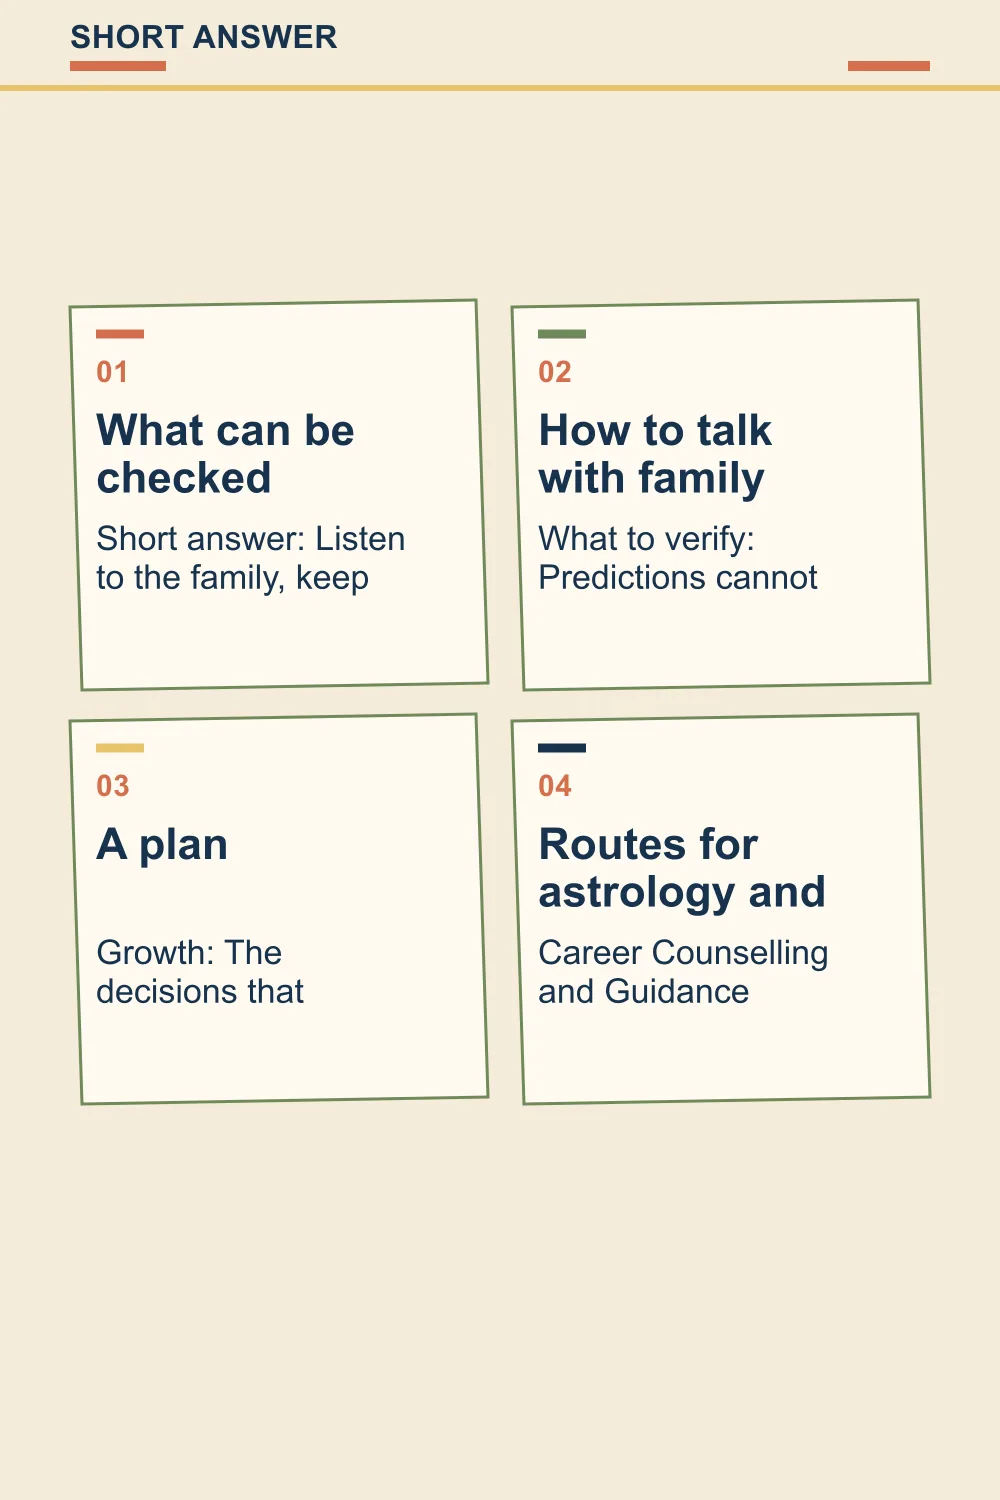 SHORT ANSWER
01
What can be
checked
Short answer: Listen
to the family, keep
02
How to talk
with family
What to verify:
Predictions cannot
03
A plan
Growth: The
decisions that
04
Routes for
astrology and
Career Counselling
and Guidance